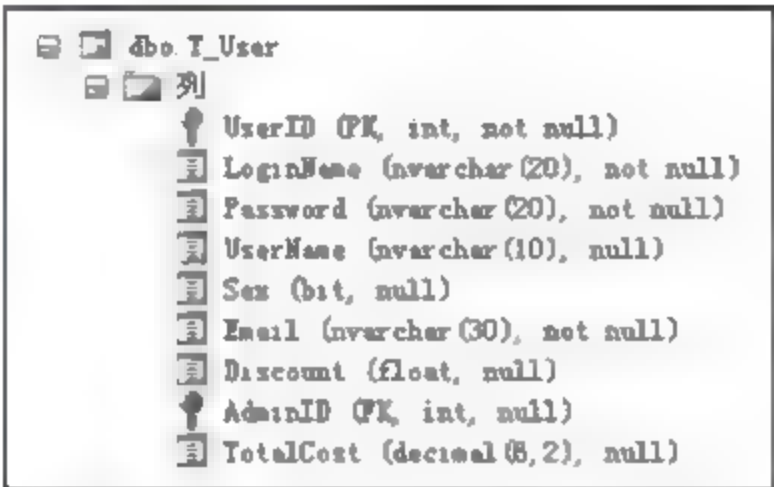 dbo.T_User
列
UserID (PK, int, not null)
LoginName (nvarchar(20), not null)
Password (nvarchar(20), not null)
UserName (nvarchar(10), null)
Sex (bit, null)
Email (nvarchar(30), not null)
Discount (float, null)
AdminID (FK, int, null)
TotalCost (decimal, null)